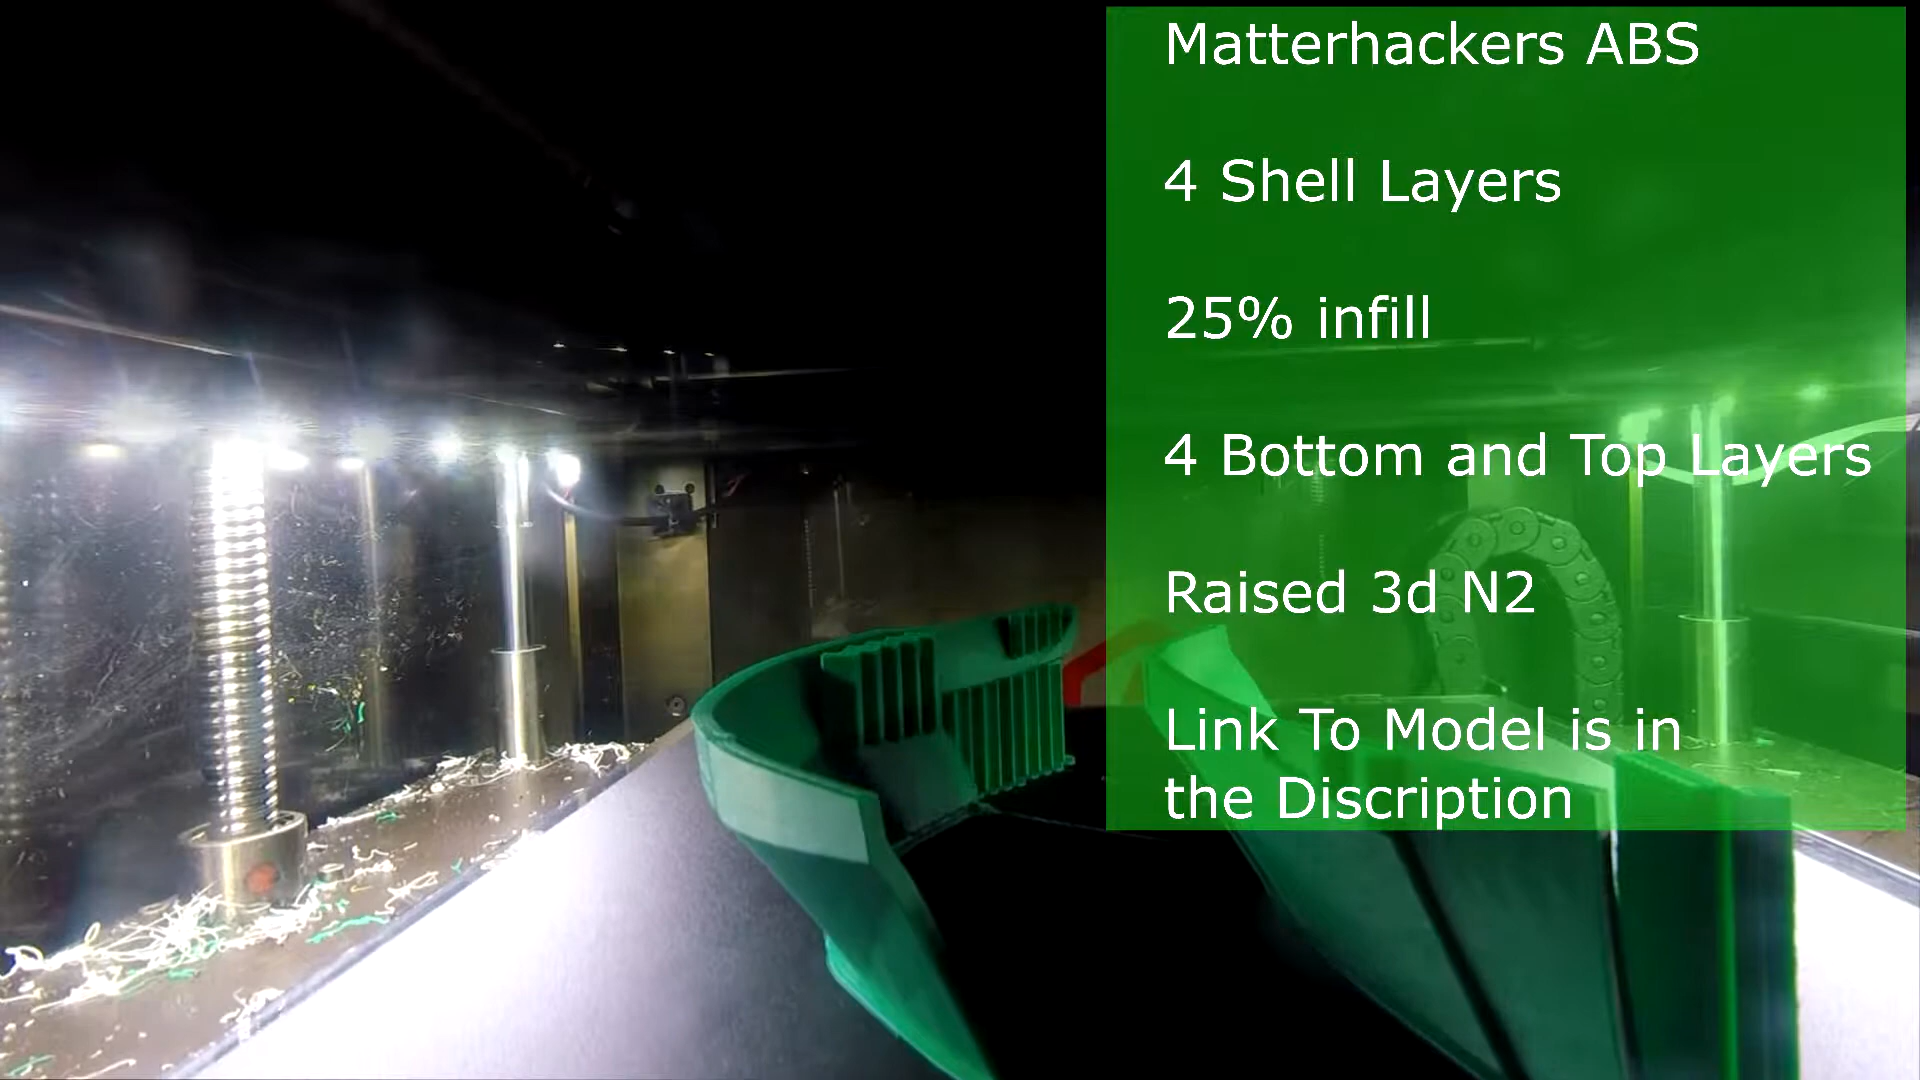 Matterhackers ABS
4 Shell Layers
25% infill
4 Bottom and Top Layers
Raised 3d N2
Link To Model is in
the Discription